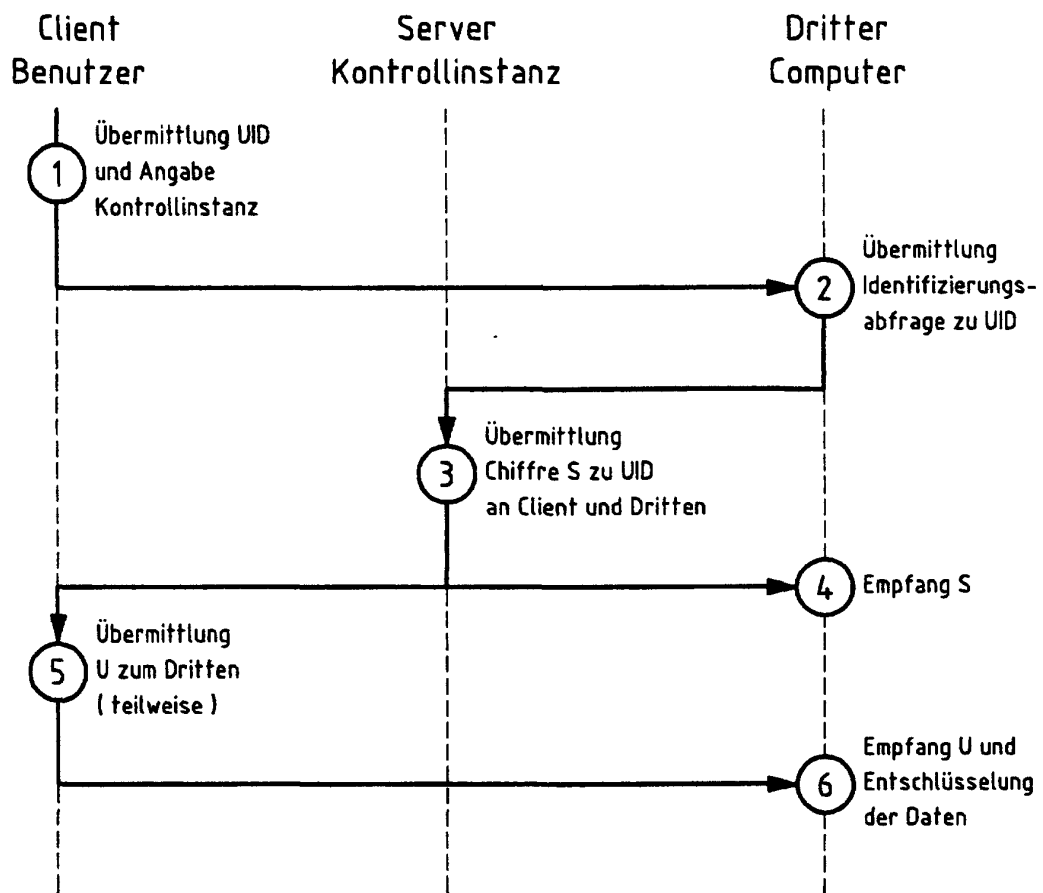 Client
Benutzer
Server
Kontrollinstanz
Dritter
Computer
1
Übermittlung UID
und Angabe
Kontrollinstanz
2
Übermittlung
Identifizierungs-
abfrage zu UID
3
Übermittlung
Chiffre S zu UID
an Client und Dritten
4
Empfang S
5
Übermittlung
U zum Dritten
( teilweise )
6
Empfang U und
Entschlüsselung
der Daten